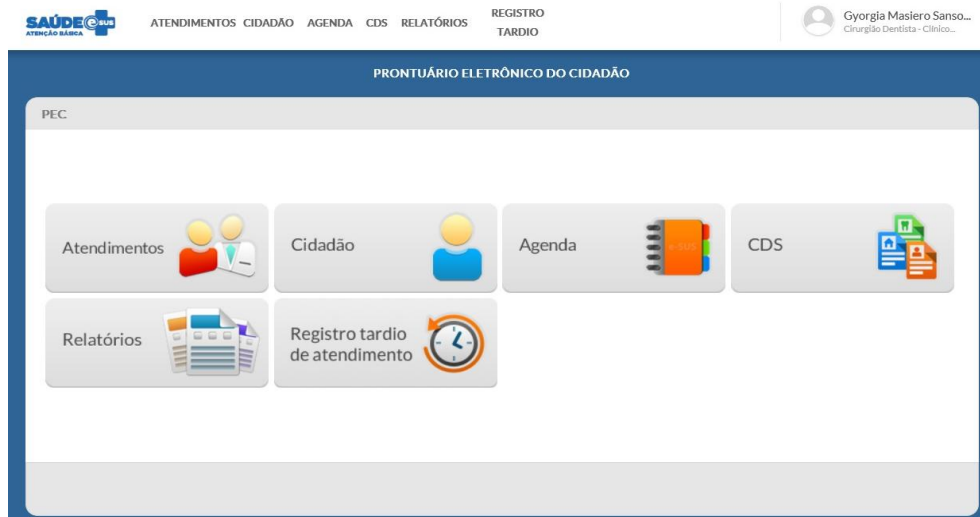 SAÚDE e-SUS
ATENÇÃO BÁSICA
ATENDIMENTOS CIDADÃO AGENDA CDS RELATÓRIOS REGISTRO TARDIO
Gyorgia Masiero Sanso...
Cirurgião Dentista - Clínico...
PRONTUÁRIO ELETRÔNICO DO CIDADÃO
PEC
Atendimentos
Cidadão
Agenda
e-SUS
CDS
Relatórios
Registro tardio
de atendimento